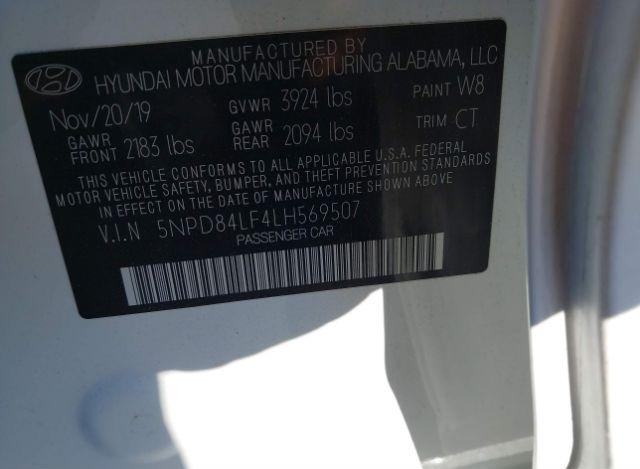 MANUFACTURED BY
HYUNDAI MOTOR MANUFACTURING ALABAMA, LLC
Nov/20/19 GVWR 3924 lbs PAINT W8
GAWR FRONT 2183 lbs GAWR REAR 2094 lbs TRIM CT
THIS VEHICLE CONFORMS TO ALL APPLICABLE U.S.A. FEDERAL
MOTOR VEHICLE SAFETY, BUMPER, AND THEFT PREVENTION STANDARDS
IN EFFECT ON THE DATE OF MANUFACTURE SHOWN ABOVE
V.I.N 5NPD84LF4LH569507
PASSENGER CAR